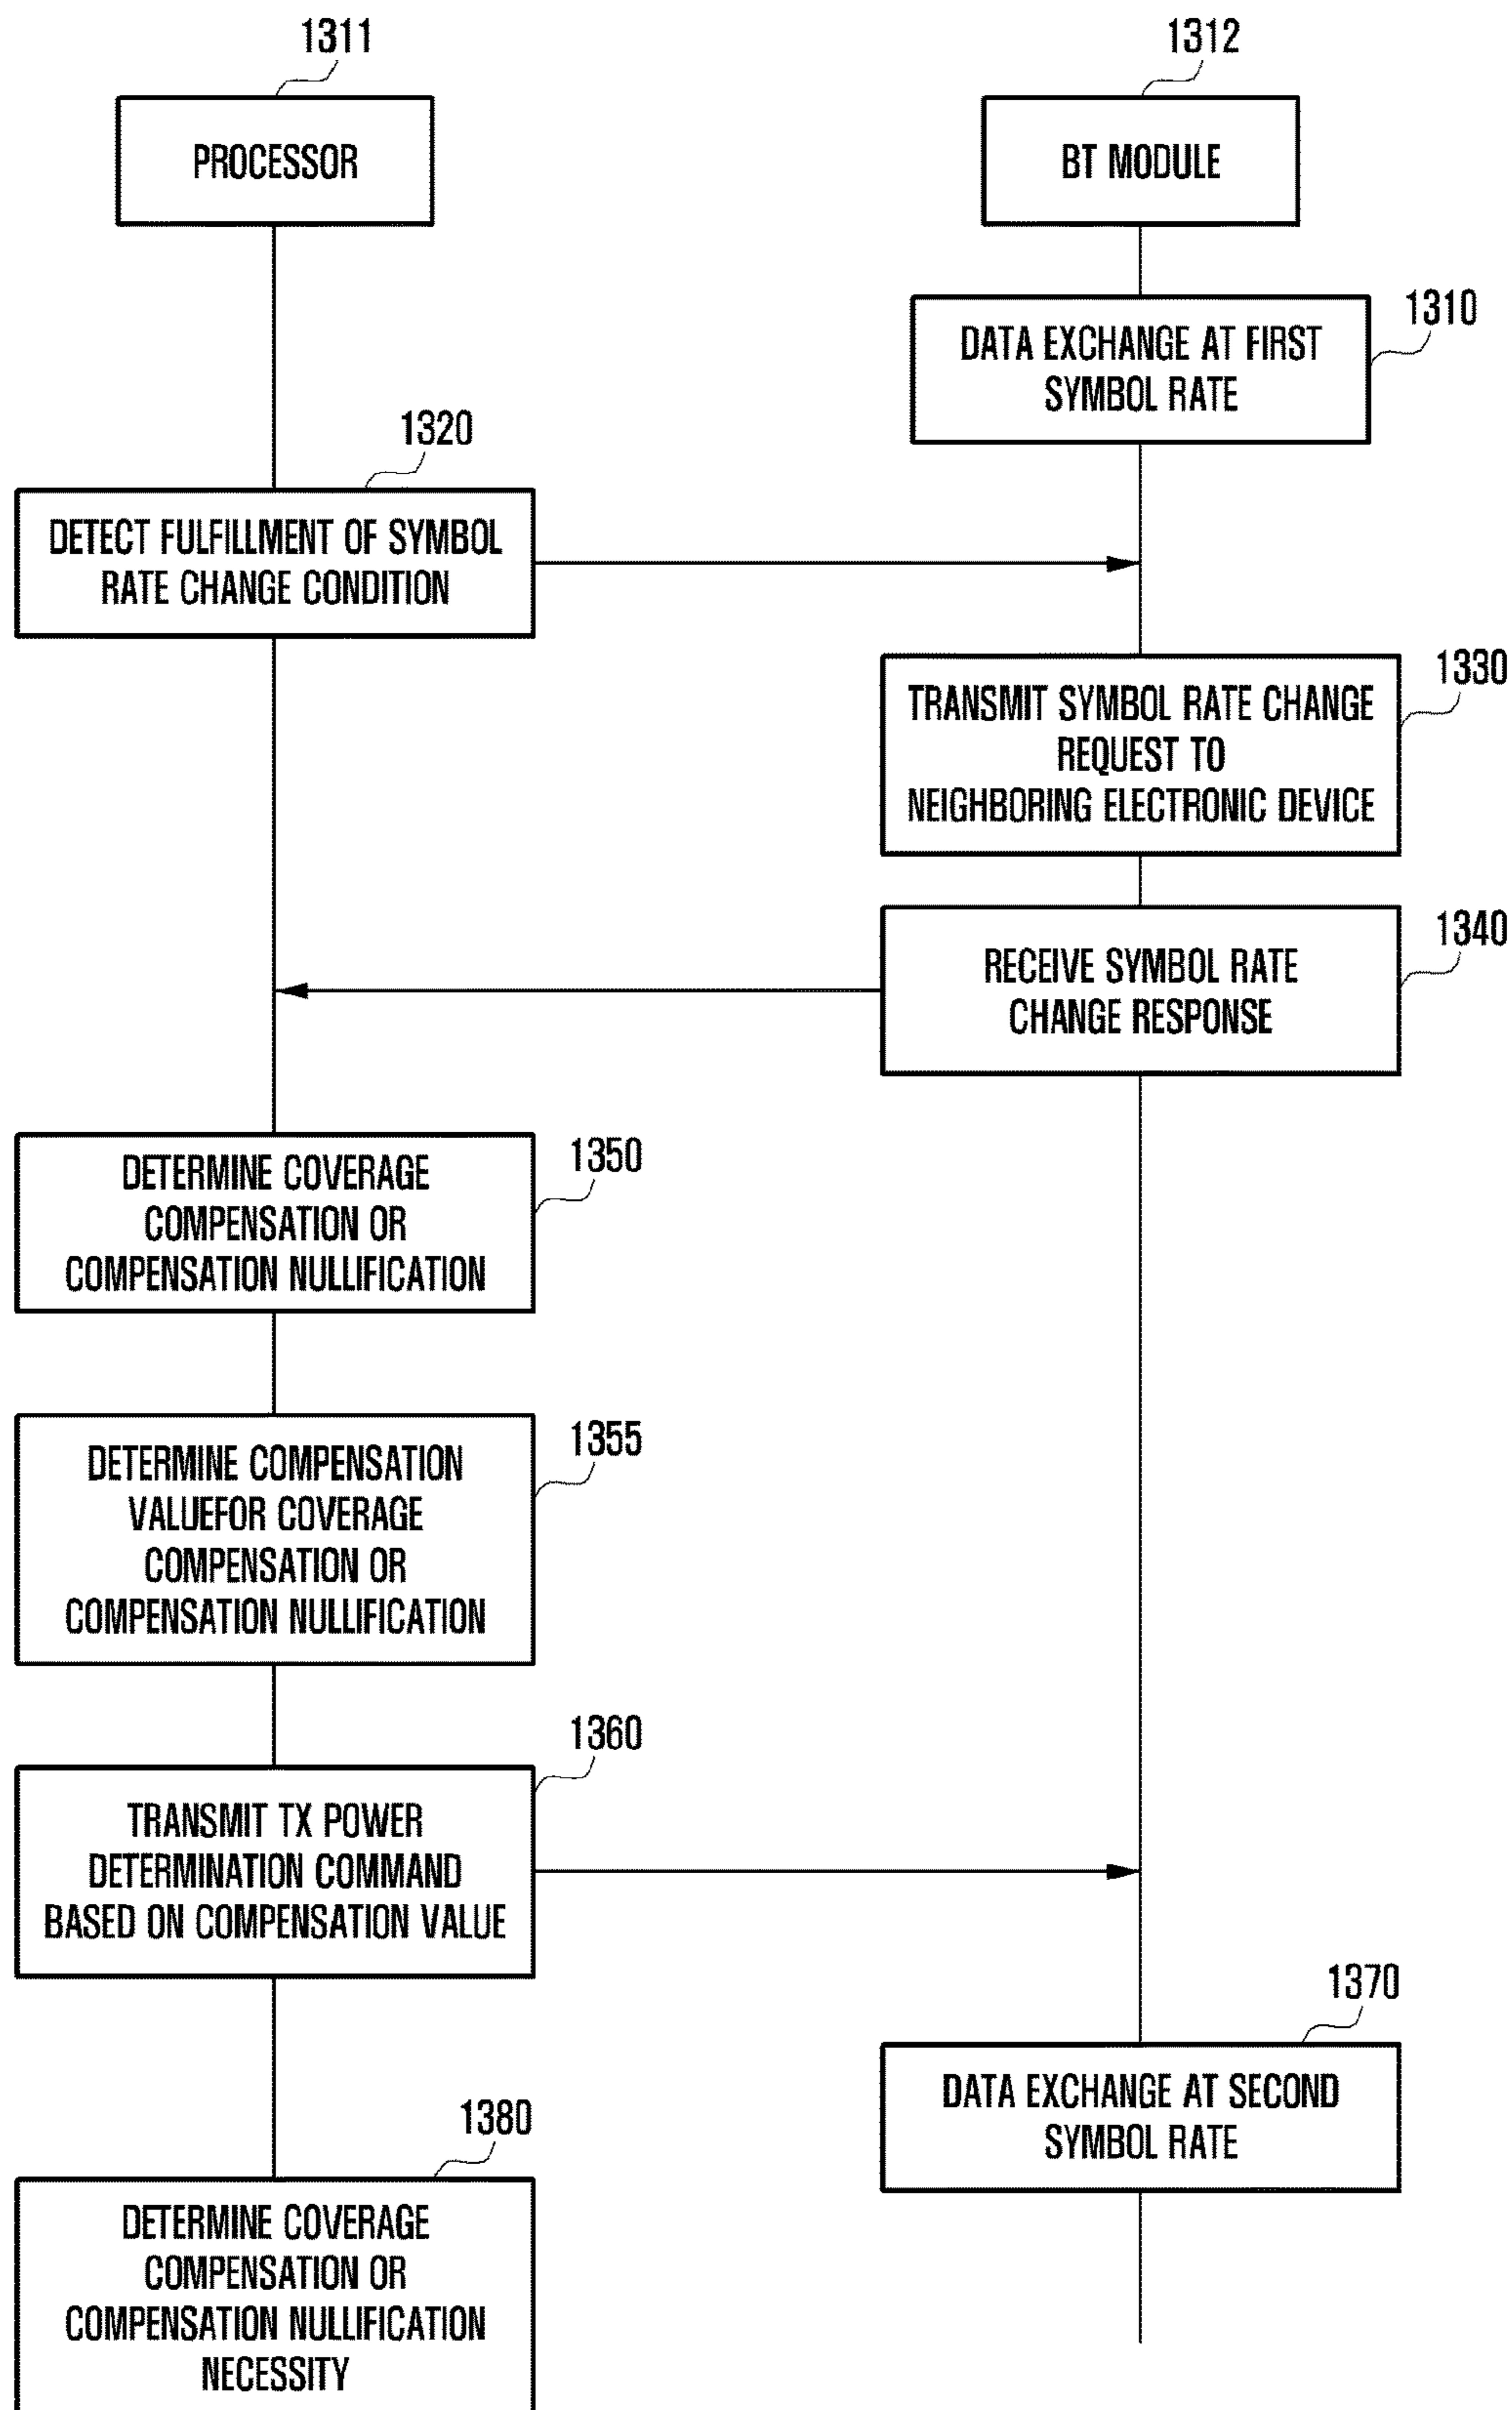 1311
1312
PROCESSOR
BT MODULE
1310
DATA EXCHANGE AT FIRST
SYMBOL RATE
1320
DETECT FULFILLMENT OF SYMBOL
RATE CHANGE CONDITION
1330
TRANSMIT SYMBOL RATE CHANGE
REQUEST TO
NEIGHBORING ELECTRONIC DEVICE
1340
RECEIVE SYMBOL RATE
CHANGE RESPONSE
1350
DETERMINE COVERAGE
COMPENSATION OR
COMPENSATION NULLIFICATION
1355
DETERMINE COMPENSATION
VALUEFOR COVERAGE
COMPENSATION OR
COMPENSATION NULLIFICATION
1360
TRANSMIT TX POWER
DETERMINATION COMMAND
BASED ON COMPENSATION VALUE
1370
DATA EXCHANGE AT SECOND
SYMBOL RATE
1380
DETERMINE COVERAGE
COMPENSATION OR
COMPENSATION NULLIFICATION
NECESSITY